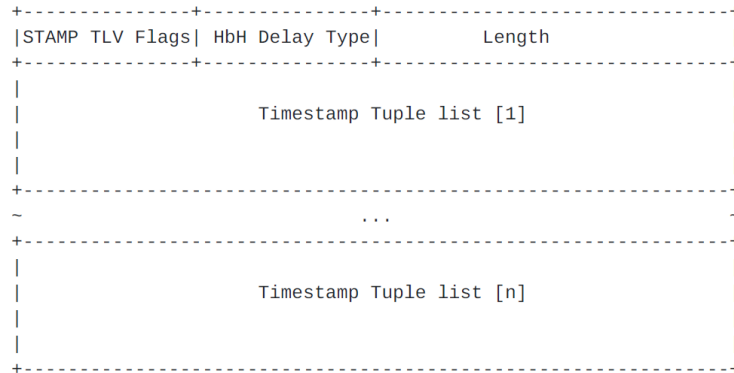 |STAMP TLV Flags| HbH Delay Type| Length
Timestamp Tuple list [1]
~ ... ~
Timestamp Tuple list [n]